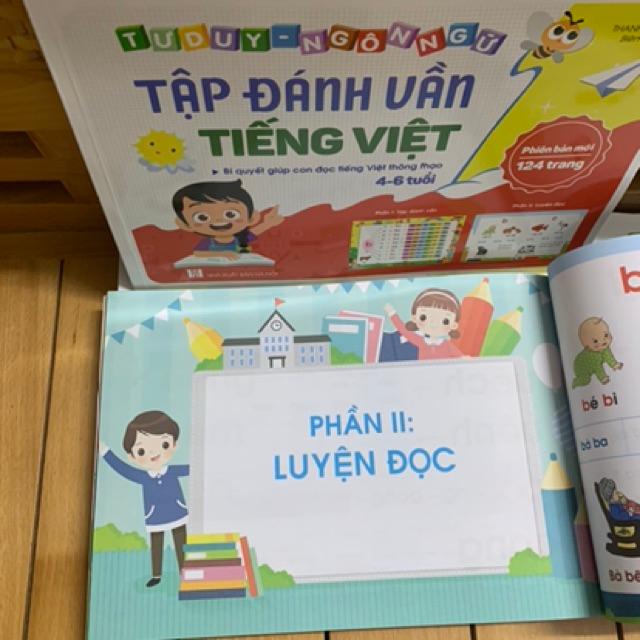 TƯ DUY - NGÔN NGỮ
TẬP ĐÁNH VẦN
TIẾNG VIỆT
Bí quyết giúp con đọc tiếng Việt thông thạo
4-6 tuổi
Phiên bản mới
124 trang
PHẦN II:
LUYỆN ĐỌC
b
bé bi
bà ba
Bà bế